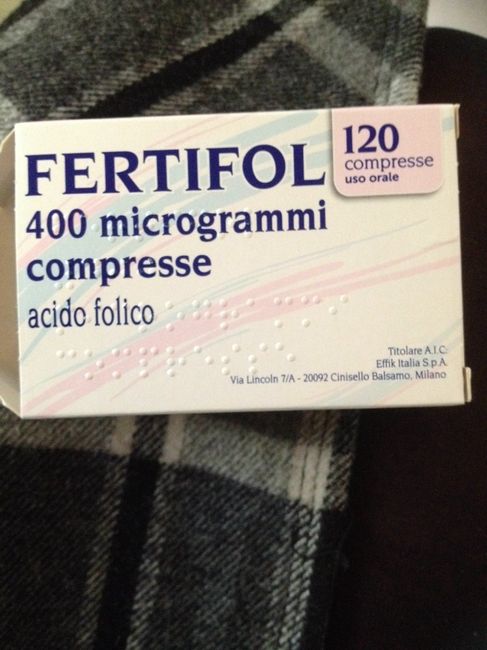 FERTIFOL
400 microgrammi
compresse
acido folico
120
compresse
uso orale
Titolare A.I.C.
Effik Italia S.p.A.
Via Lincoln 7/A - 20092 Cinisello Balsamo, Milano